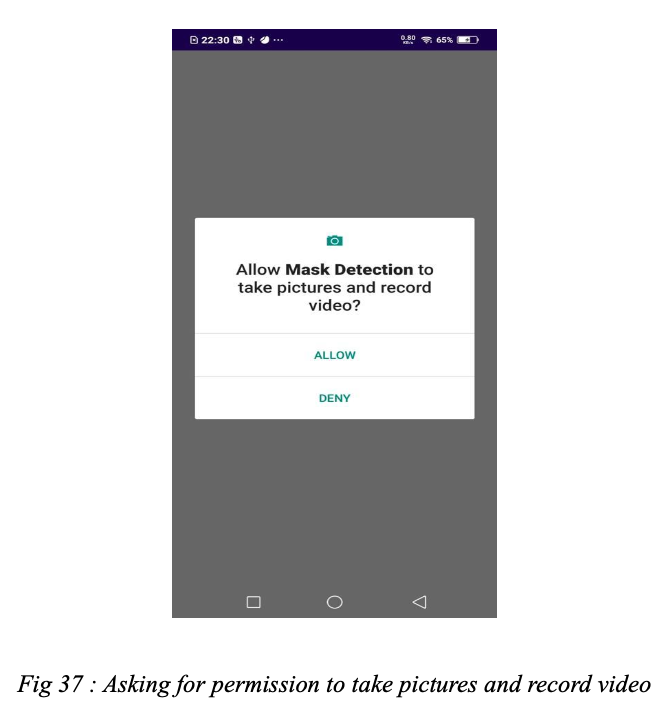 22:30
0.80
KB/s
65%
Allow Mask Detection to
take pictures and record
video?
ALLOW
DENY
Fig 37 : Asking for permission to take pictures and record video